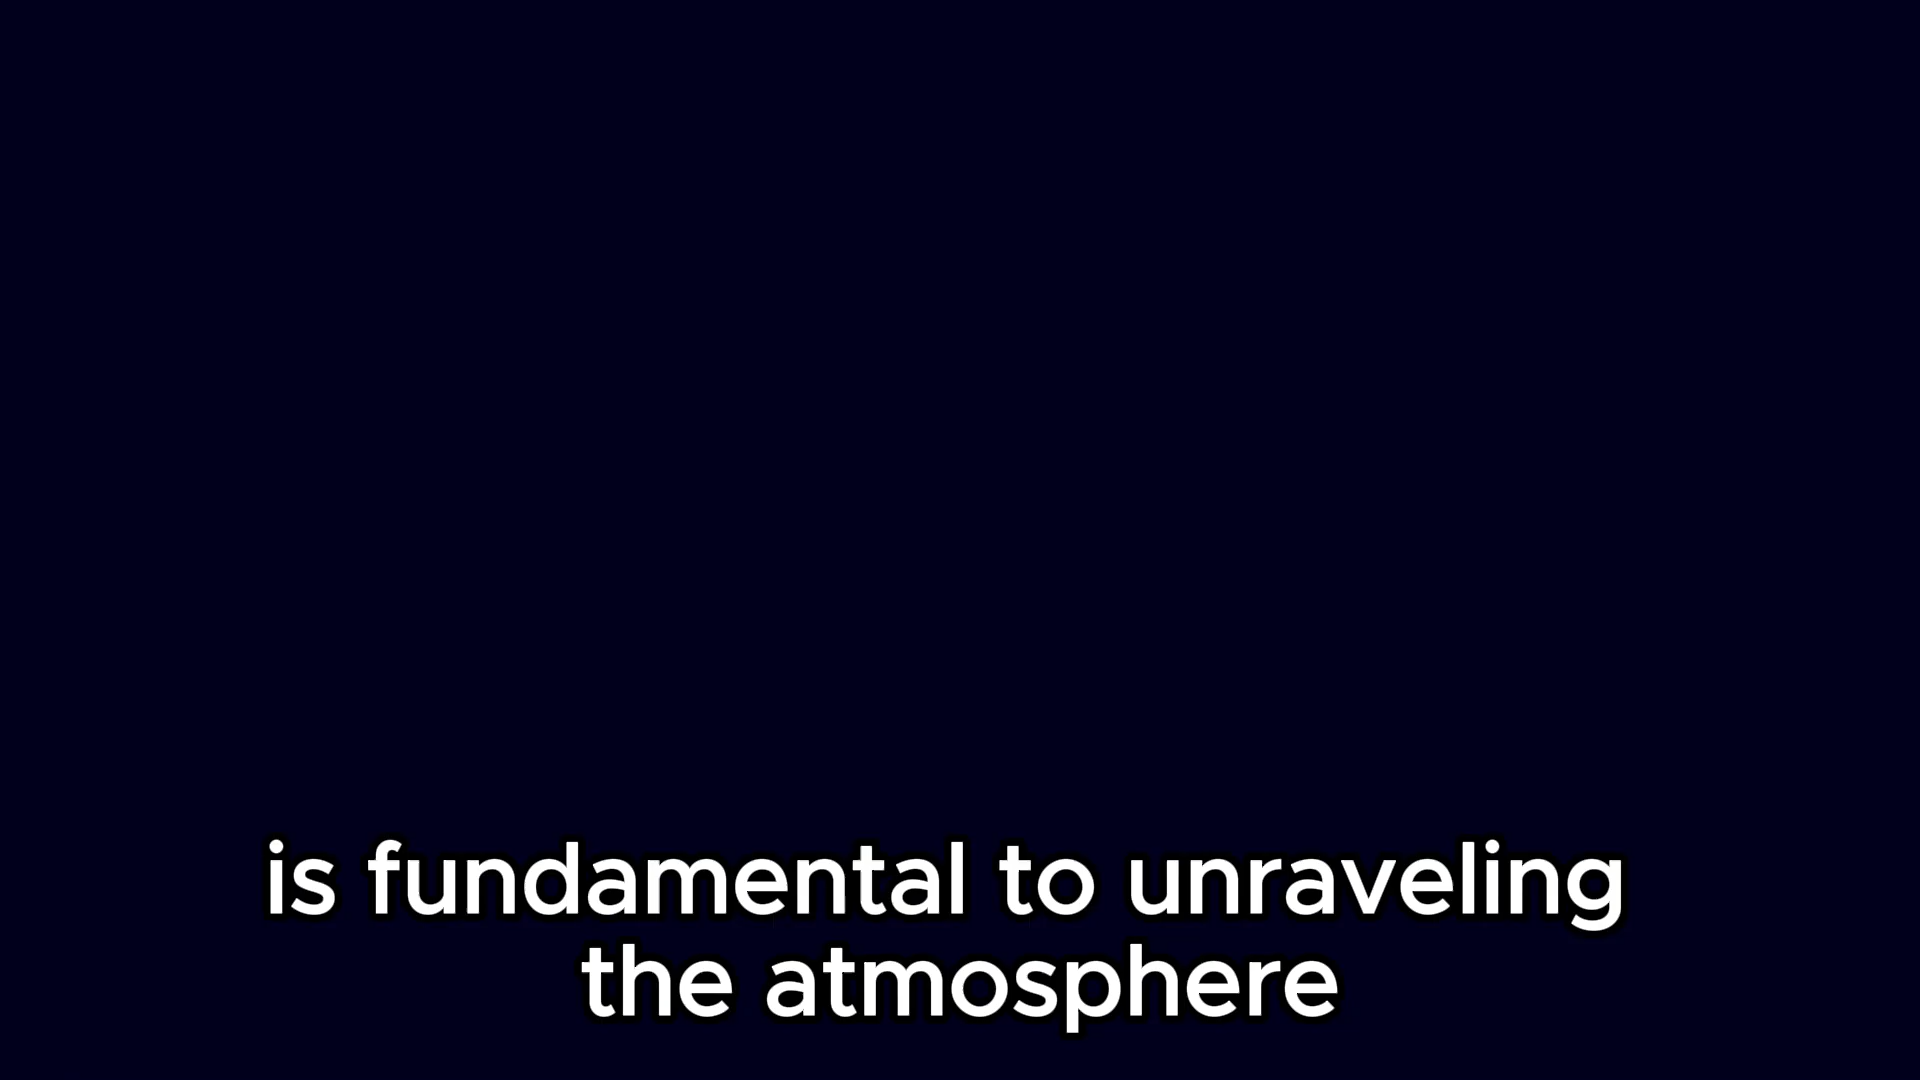 is fundamental to unraveling
the atmosphere